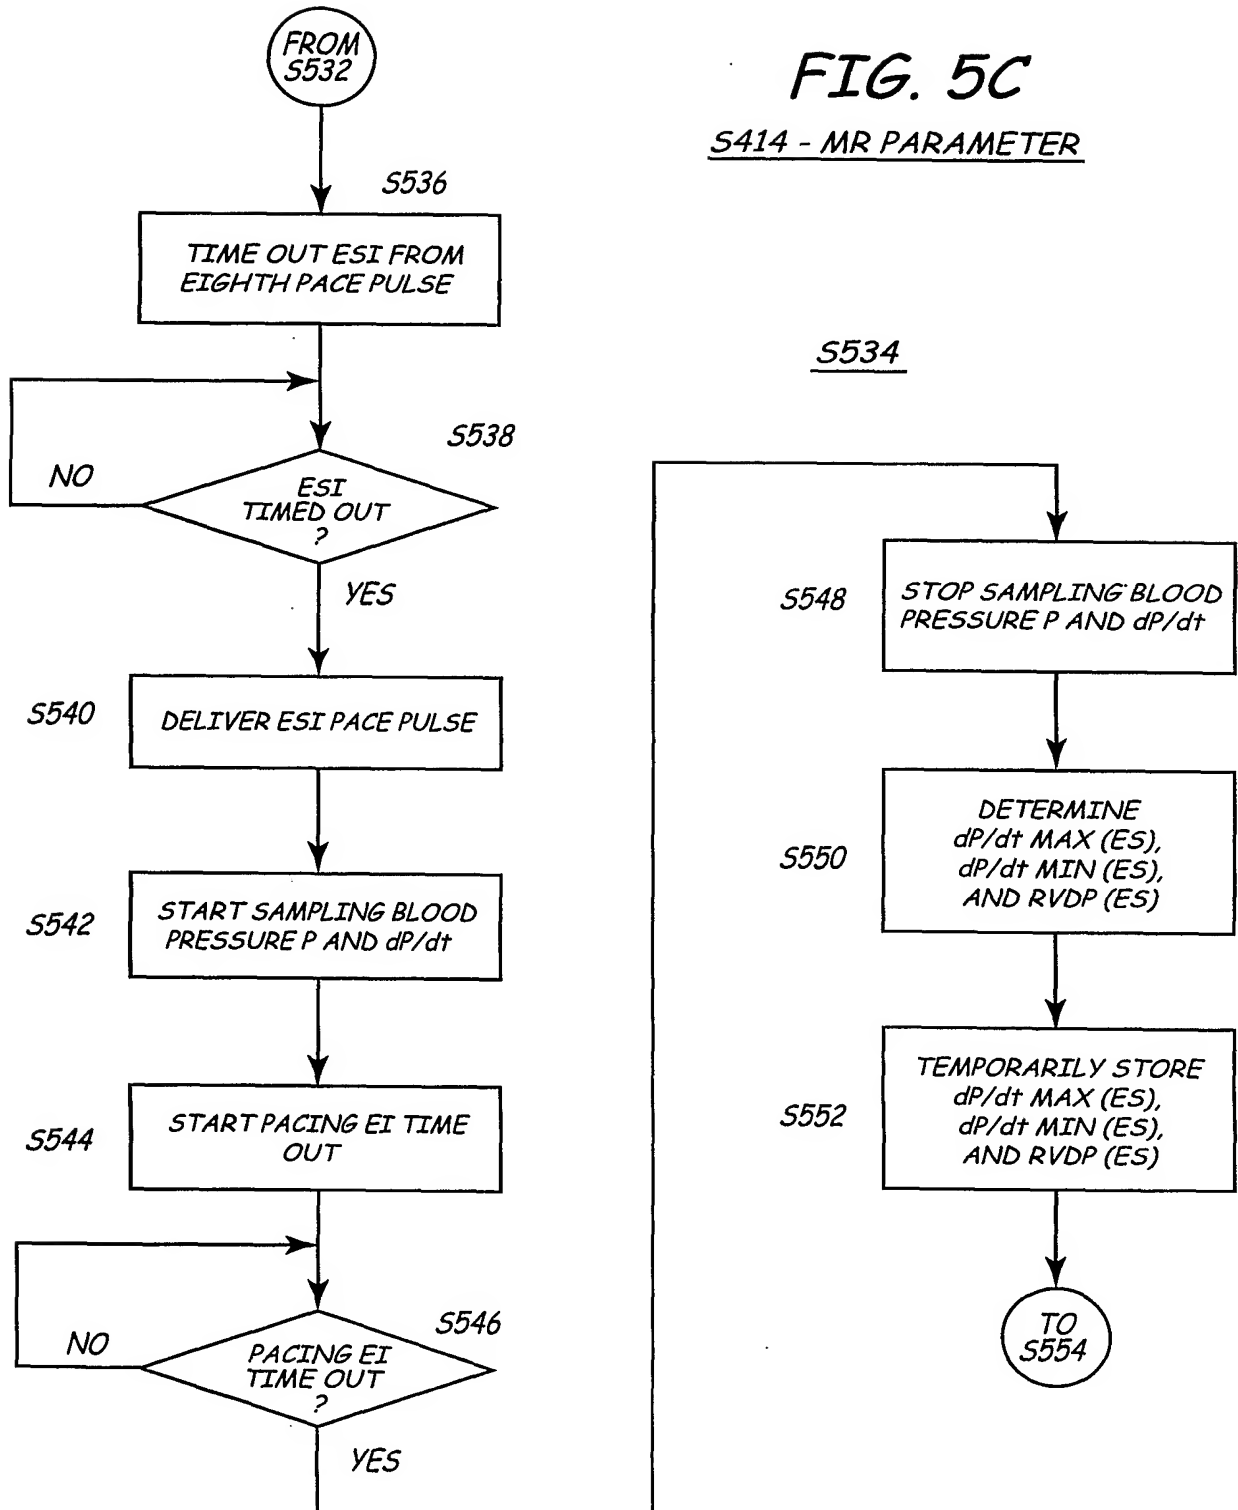 FIG. 5C
S414 - MR PARAMETER
S534
FROM
S532
S536
TIME OUT ESI FROM
EIGHTH PACE PULSE
S538
NO
ESI
TIMED OUT
?
YES
S540
DELIVER ESI PACE PULSE
S542
START SAMPLING BLOOD
PRESSURE P AND dP/dt
S544
START PACING EI TIME
OUT
S546
NO
PACING EI
TIME OUT
?
YES
S548
STOP SAMPLING BLOOD
PRESSURE P AND dP/dt
S550
DETERMINE
dP/dt MAX (ES),
dP/dt MIN (ES),
AND RVDP (ES)
S552
TEMPORARILY STORE
dP/dt MAX (ES),
dP/dt MIN (ES),
AND RVDP (ES)
TO
S554